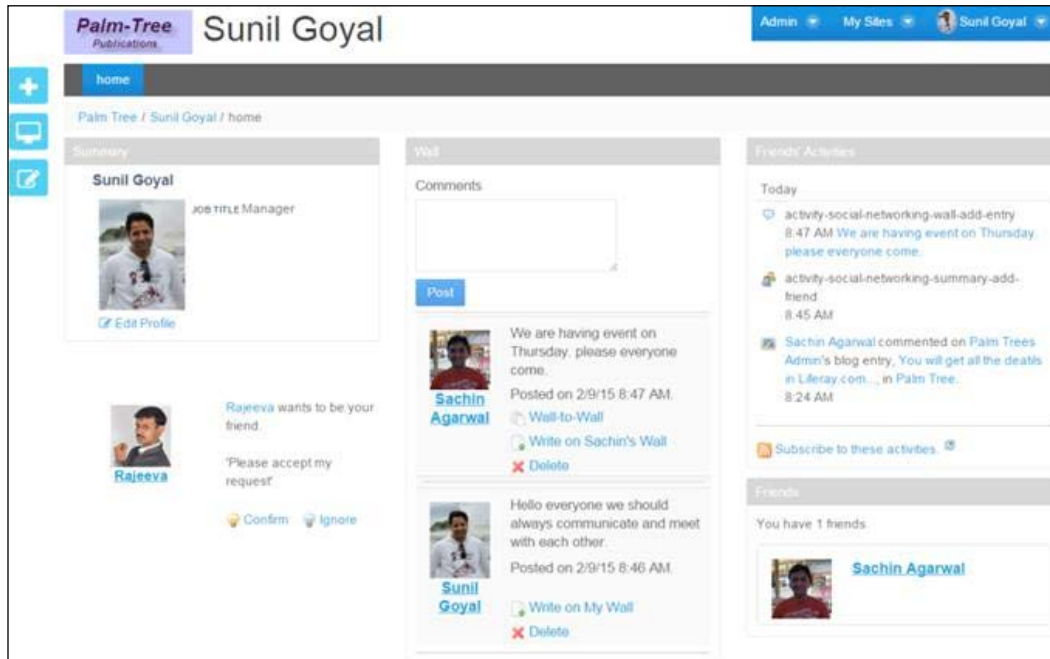 Palm-Tree
Publications
Sunil Goyal
Admin
My Sites
Sunil Goyal
home
Palm Tree / Sunil Goyal / home
Summary
Sunil Goyal
JOB TITLE Manager
Edit Profile
Rajeeva
Rajeeva wants to be your
friend.
"Please accept my
request"
Confirm Ignore
Wall
Comments
Post
Sachin
Agarwal
We are having event on
Thursday, please everyone
come.
Posted on 2/9/15 8:47 AM.
Wall-to-Wall
Write on Sachin's Wall
Delete
Sunil
Goyal
Hello everyone we should
always communicate and meet
with each other.
Posted on 2/9/15 8:46 AM.
Write on My Wall
Delete
Friends' Activities
Today
activity-social-networking-wall-add-entry
8:47 AM We are having event on Thursday,
please everyone come.
activity-social-networking-summary-add-
friend
8:45 AM
Sachin Agarwal commented on Palm Trees
Admin's blog entry, You will get all the deatils
in Liferay.com..., in Palm Tree.
8:24 AM
Subscribe to these activities.
Friends
You have 1 friends.
Sachin Agarwal